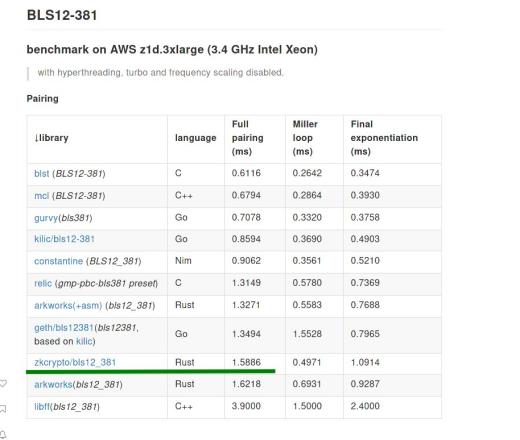 BLS12-381
benchmark on AWS z1d.3xlarge (3.4 GHz Intel Xeon)
with hyperthreading, turbo and frequency scaling disabled.
Pairing
↓library language Full pairing (ms) Miller loop (ms) Final exponentiation (ms)
blst (BLS12-381) C 0.6116 0.2642 0.3474
mcl (BLS12-381) C++ 0.6794 0.2864 0.3930
gurvy(bls381) Go 0.7078 0.3320 0.3758
kilic/bls12-381 Go 0.8594 0.3690 0.4903
constantine (BLS12_381) Nim 0.9062 0.3561 0.5210
relic (gmp-pbc-bls381 preset) C 1.3149 0.5780 0.7369
arkworks(+asm) (bls12_381) Rust 1.3271 0.5583 0.7688
geth/bls12381(bls12381, based on kilic) Go 1.3494 1.5528 0.7965
zkcrypto/bls12_381 Rust 1.5886 0.4971 1.0914
arkworks(bls12_381) Rust 1.6218 0.6931 0.9287
libff(bls12_381) C++ 3.9000 1.5000 2.4000